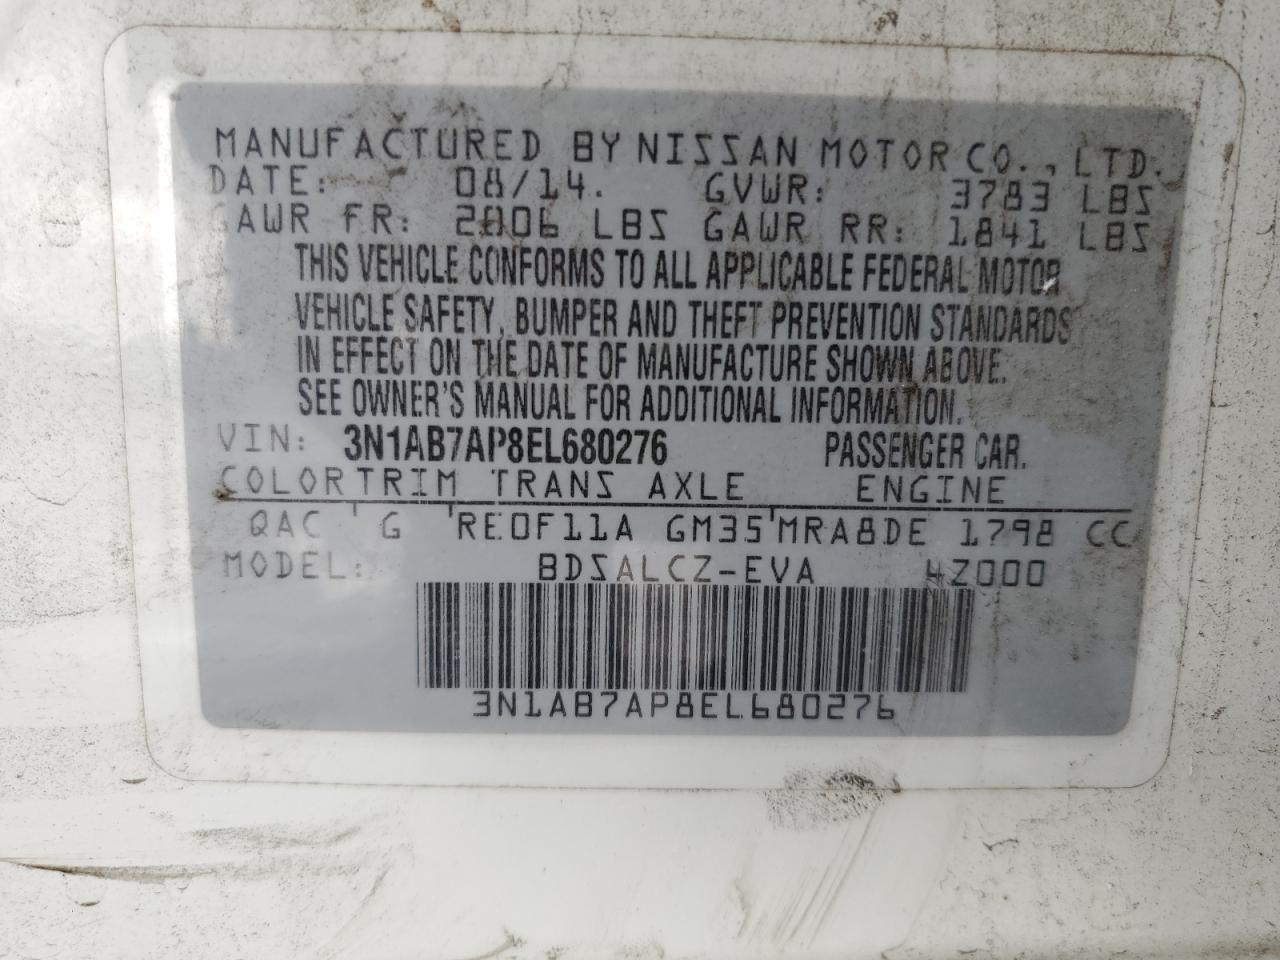 MANUFACTURED BY NISSAN MOTOR CO., LTD.
DATE: 08/14. GVWR: 3783 LBS
GAWR FR: 2006 LBS GAWR RR: 1841 LBS
THIS VEHICLE CONFORMS TO ALL APPLICABLE FEDERAL MOTOR
VEHICLE SAFETY, BUMPER AND THEFT PREVENTION STANDARDS
IN EFFECT ON THE DATE OF MANUFACTURE SHOWN ABOVE.
SEE OWNER'S MANUAL FOR ADDITIONAL INFORMATION.
VIN: 3N1AB7AP8EL680276 PASSENGER CAR.
COLOR TRIM TRANS AXLE ENGINE
QAC ' G ' RE0F11A GM35 ' MRA8DE 1798 CC
MODEL: BDSALCZ-EVA 42000
3N1AB7AP8EL680276